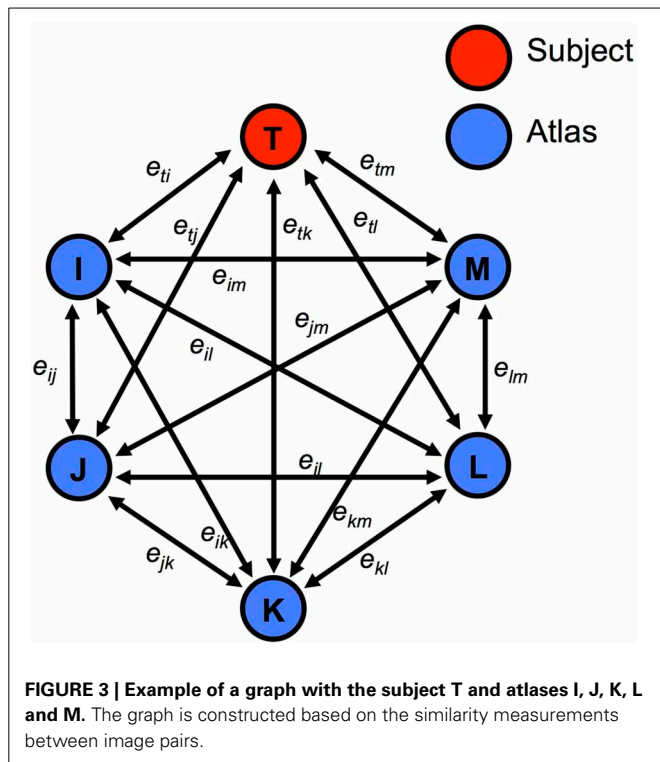 Subject
Atlas
T
e_ti
e_tm
e_tj
e_tk
e_tl
I
M
e_im
e_jm
e_ij
e_il
e_lm
J
L
e_il
e_ik
e_km
e_jk
e_kl
K
FIGURE 3 | Example of a graph with the subject T and atlases I, J, K, L
and M. The graph is constructed based on the similarity measurements
between image pairs.